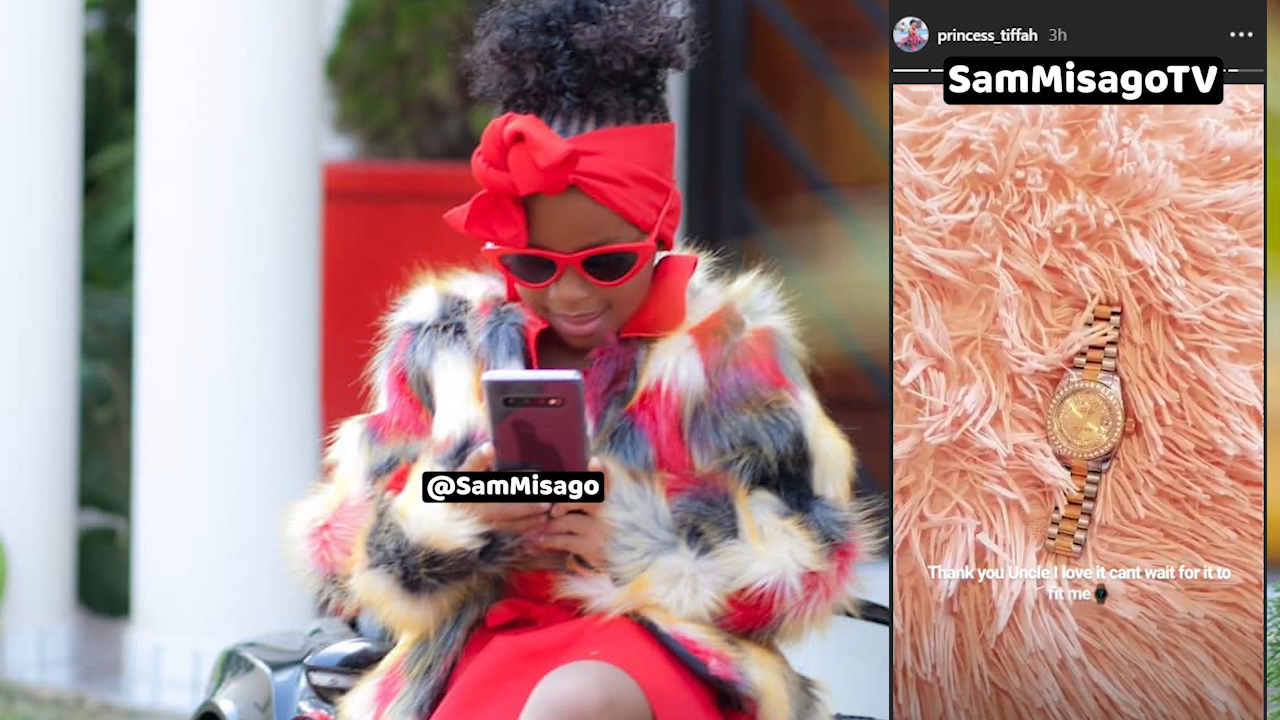 princess_tiffah 3h
SamMisagoTV
@SamMisago
Thank you Uncle I love it cant wait for it to
fit me